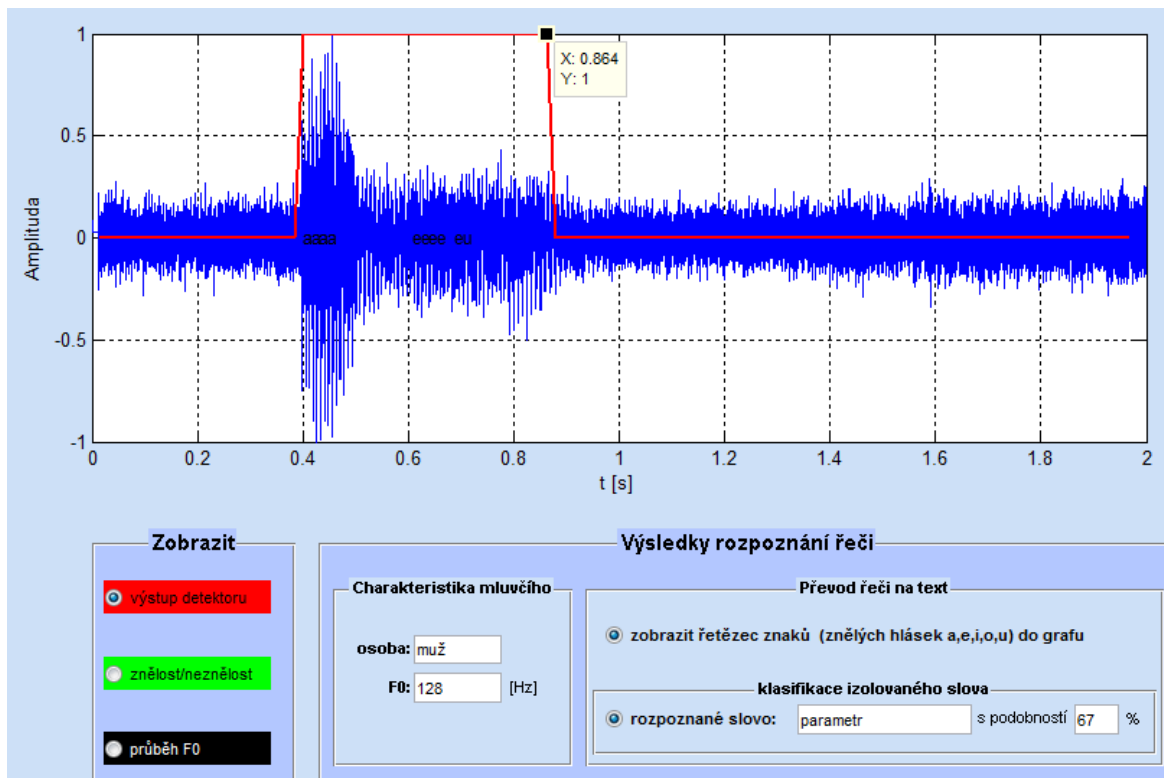 1
X: 0.864
Y: 1
0.5
Amplituda
0
aaaa eeee eu
-0.5
-1
0 0.2 0.4 0.6 0.8 1 1.2 1.4 1.6 1.8 2
t [s]
Zobrazit
výstup detektoru
znělost/neznělost
průběh F0
Výsledky rozpoznání řeči
Charakteristika mluvčího
osoba: muž
F0: 128 [Hz]
Převod řeči na text
zobrazit řetězec znaků (znělých hlásek a,e,i,o,u) do grafu
klasifikace izolovaného slova
rozpoznané slovo: parametr s podobností 67 %